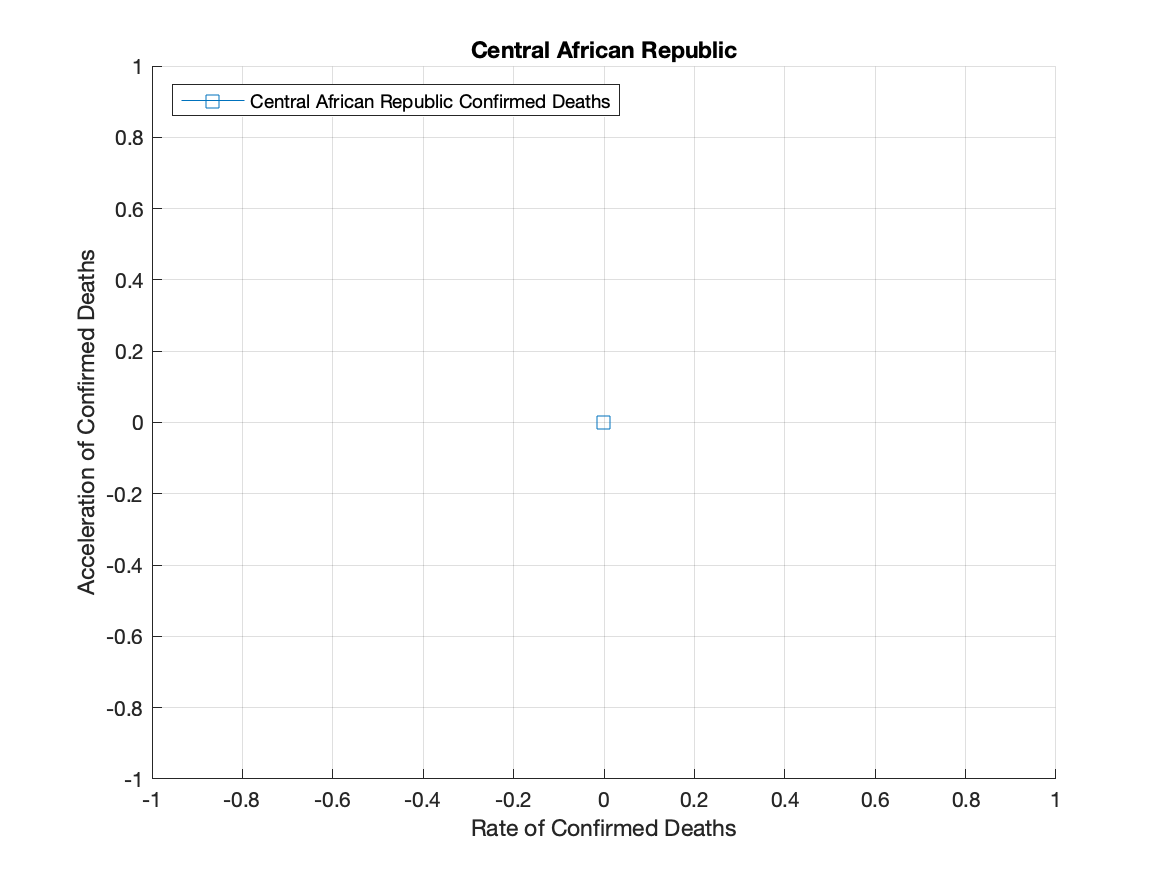 Central African Republic
Central African Republic Confirmed Deaths
1
0.8
0.6
0.4
0.2
0
-0.2
-0.4
-0.6
-0.8
-1
Acceleration of Confirmed Deaths
-1 -0.8 -0.6 -0.4 -0.2 0 0.2 0.4 0.6 0.8 1
Rate of Confirmed Deaths